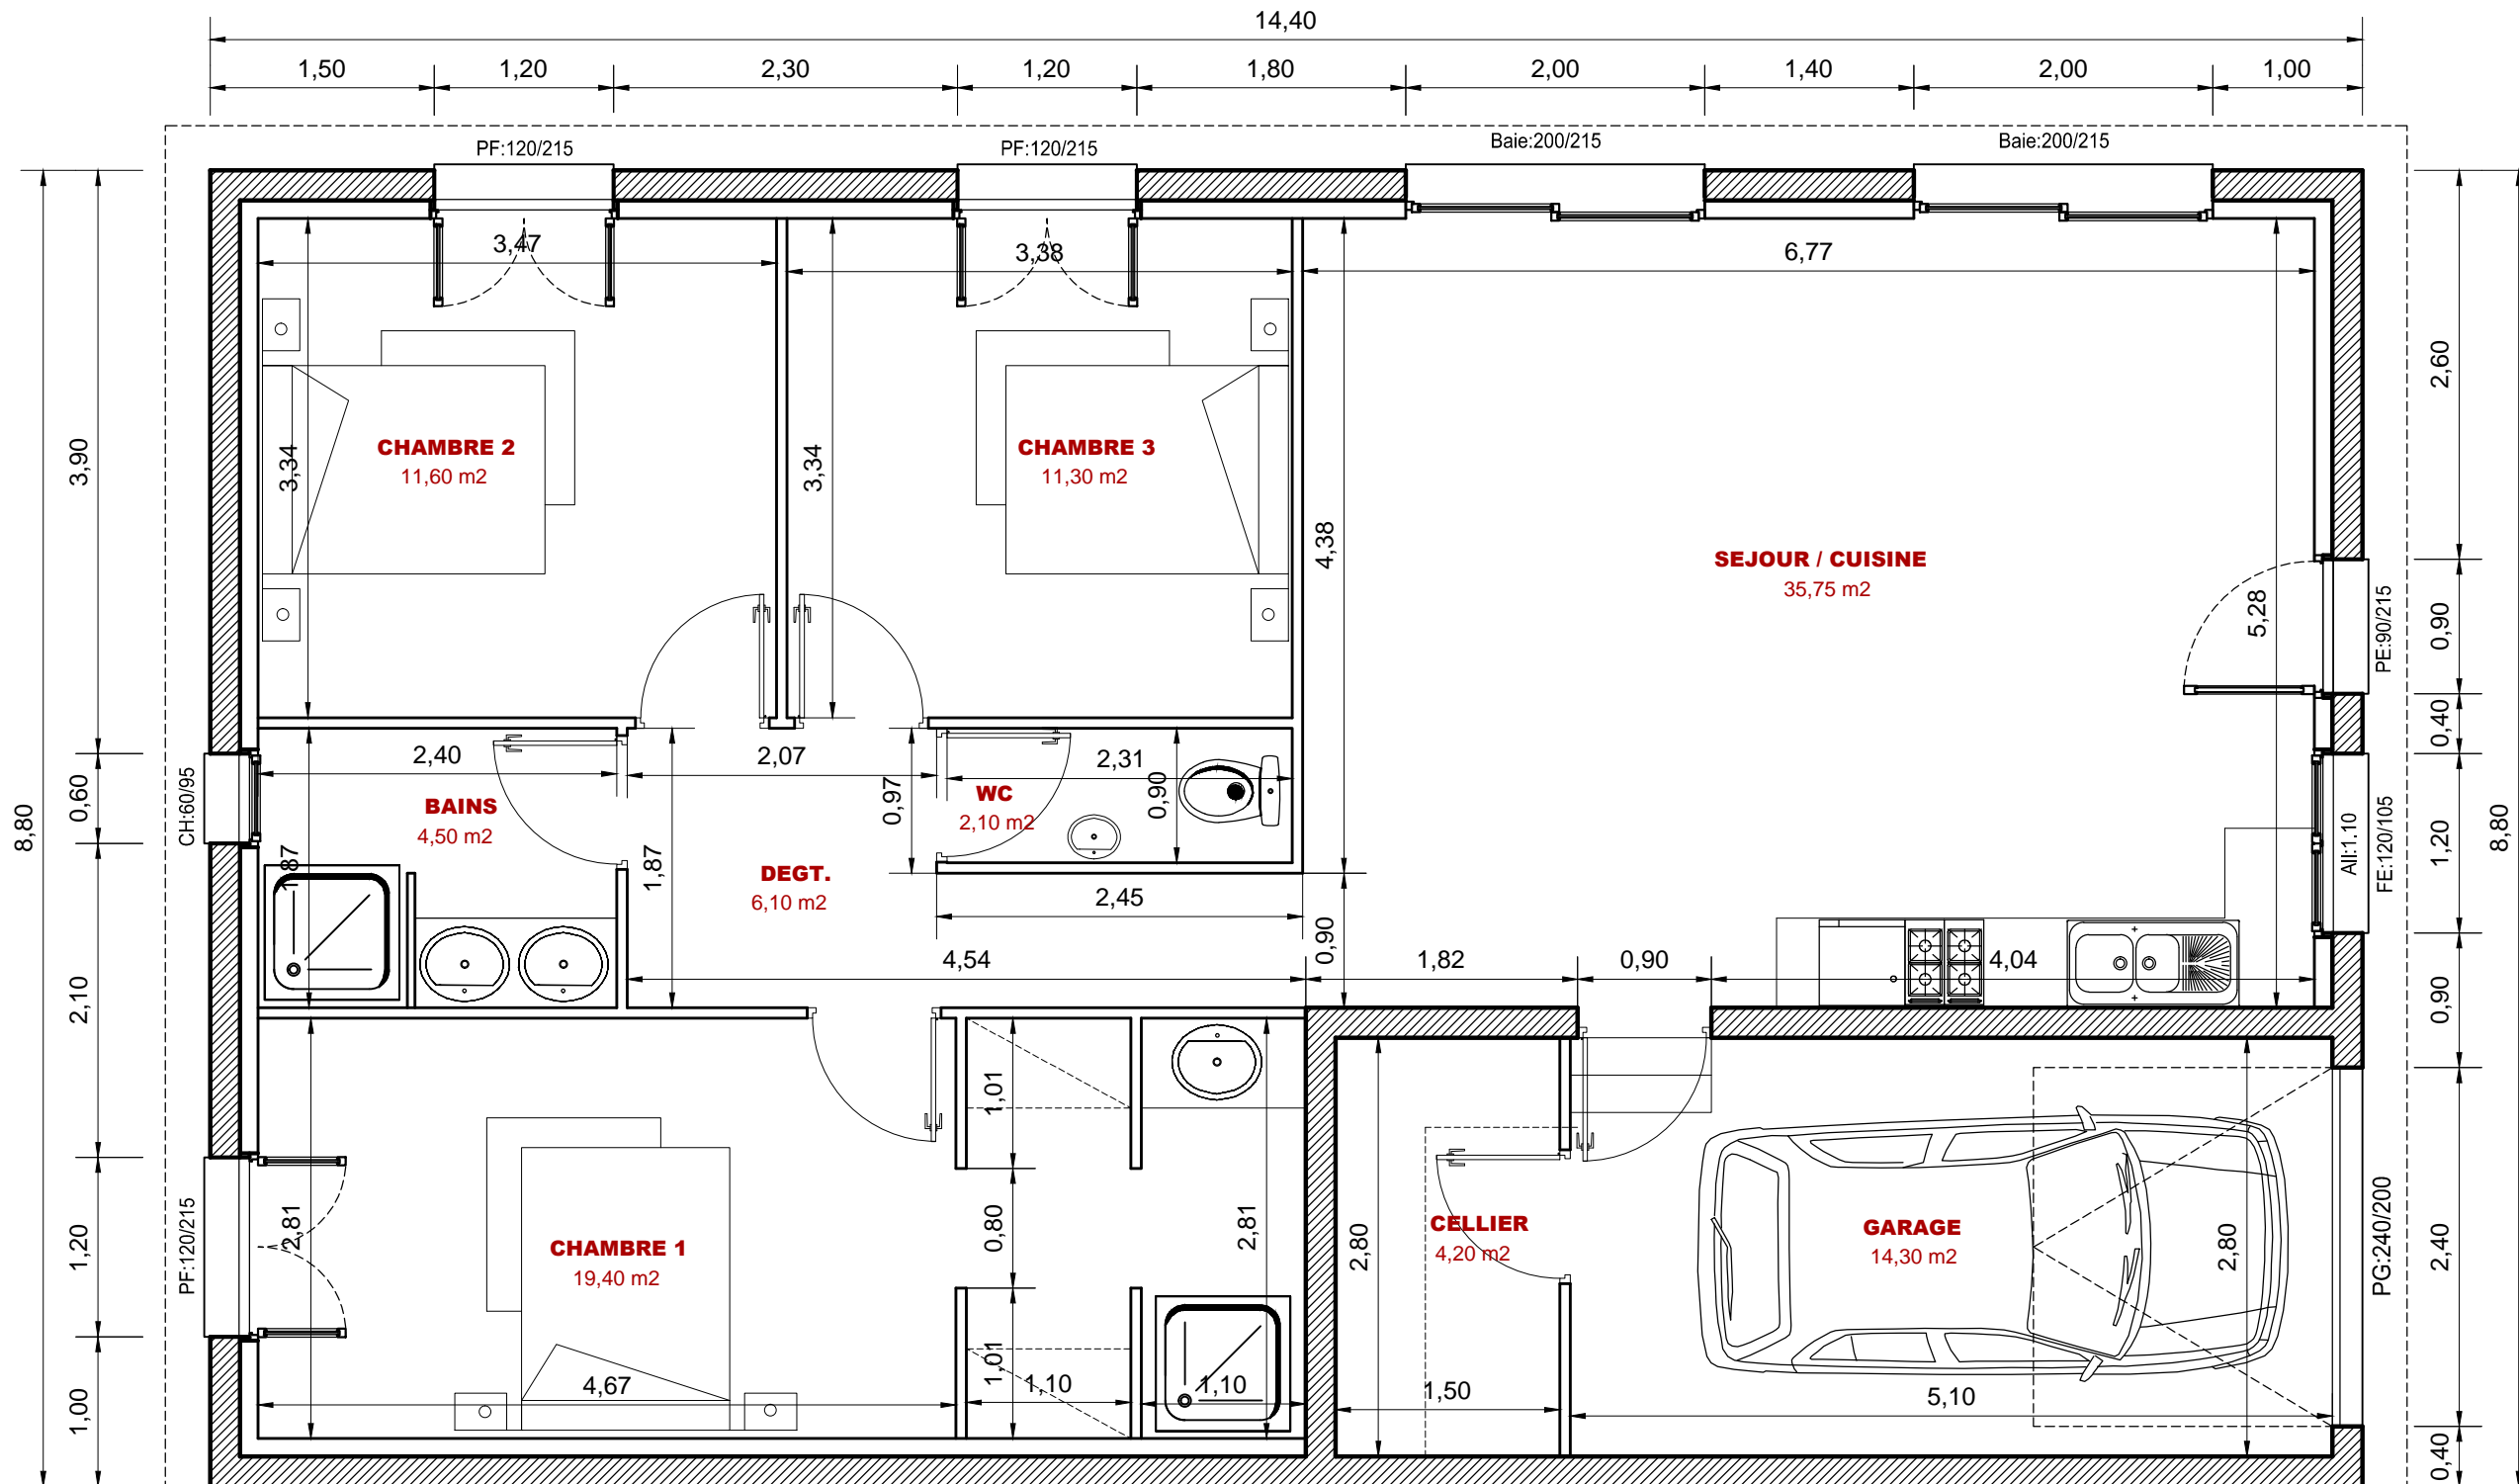 14,40
1,50
1,20
2,30
1,20
1,80
2,00
1,40
2,00
1,00
PF:120/215
PF:120/215
Baie:200/215
Baie:200/215
3,47
3,38
6,77
3,90
3,34
CHAMBRE 2
11,60 m2
3,34
CHAMBRE 3
11,30 m2
4,38
SEJOUR / CUISINE
35,75 m2
5,28
2,60
0,90
PE:90/215
0,40
8,80
0,60
CH:60/95
2,40
BAINS
4,50 m2
1,87
2,07
1,87
0,97
WC
2,10 m2
2,31
0,90
DEGT.
6,10 m2
2,45
0,90
4,54
1,82
0,90
4,04
All:1.10
FE:120/105
1,20
8,80
0,90
2,10
1,20
PF:120/215
2,81
CHAMBRE 1
19,40 m2
1,01
0,80
1,01
2,81
2,80
CELLIER
4,20 m2
GARAGE
14,30 m2
2,80
PG:240/200
2,40
4,67
1,10
1,10
1,50
5,10
1,00
0,40